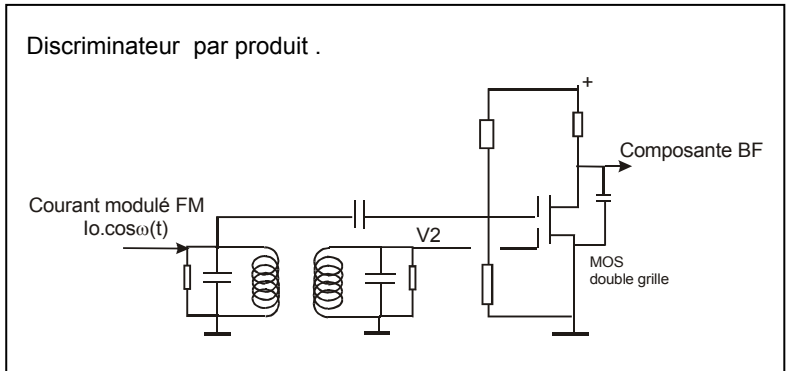 Discriminateur par produit .
+
Composante BF
Courant modulé FM
Io.cosω(t)
V2
MOS
double grille